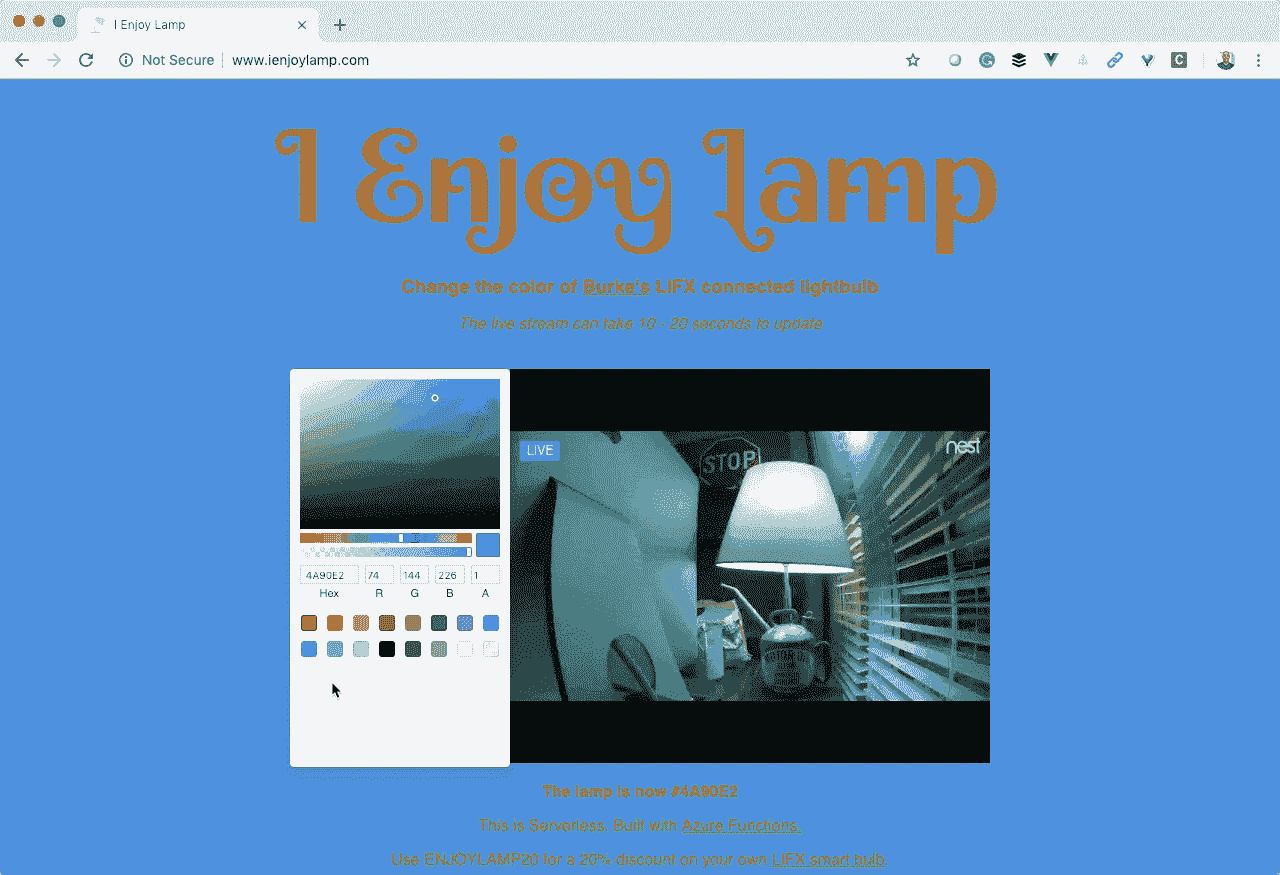 I Enjoy Lamp
Not Secure www.ienjoylamp.com
I Enjoy Lamp
Change the color of Burke's LIFX connected lightbulb
The live stream can take 10 - 20 seconds to update
LIVE
STOP
nest
4A90E2 74 144 226 1
Hex R G B A
The lamp is now #4A90E2
This is Serverless. Built with Azure Functions.
Use ENJOYLAMP20 for a 20% discount on your own LIFX smart bulb.